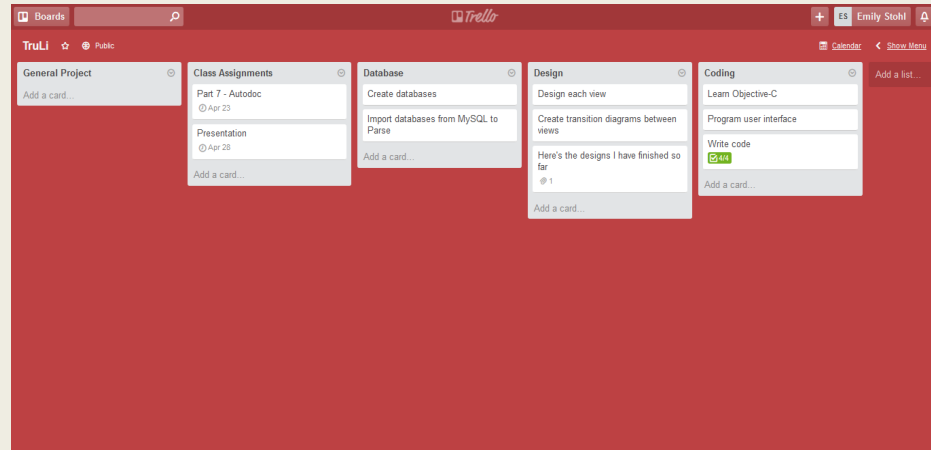 Boards
Trello
ES Emily Stohl
TruLi
Public
Calendar
Show Menu
General Project
Add a card...
Class Assignments
Part 7 - Autodoc
Apr 23
Presentation
Apr 28
Add a card...
Database
Create databases
Import databases from MySQL to
Parse
Add a card...
Design
Design each view
Create transition diagrams between
views
Here's the designs I have finished so
far
1
Add a card...
Coding
Learn Objective-C
Program user interface
Write code
4/4
Add a card...
Add a list...